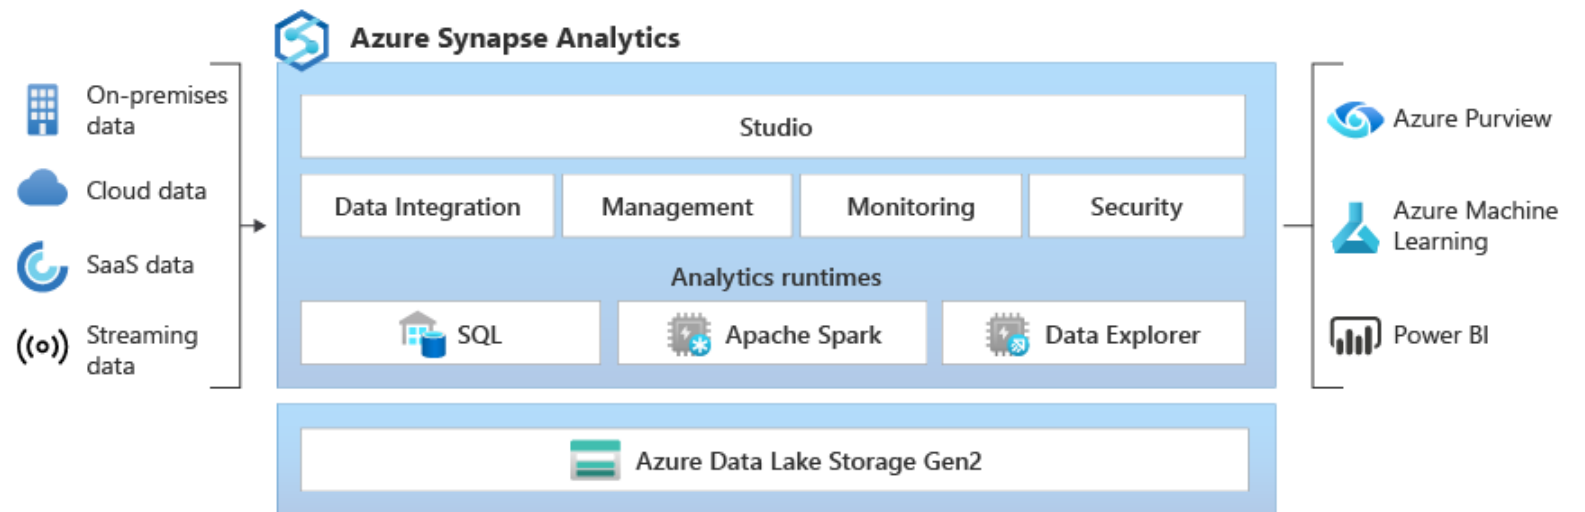 Azure Synapse Analytics
On-premises
data
Cloud data
SaaS data
Streaming
data
Studio
Data Integration
Management
Monitoring
Security
Analytics runtimes
SQL
Apache Spark
Data Explorer
Azure Data Lake Storage Gen2
Azure Purview
Azure Machine
Learning
Power BI